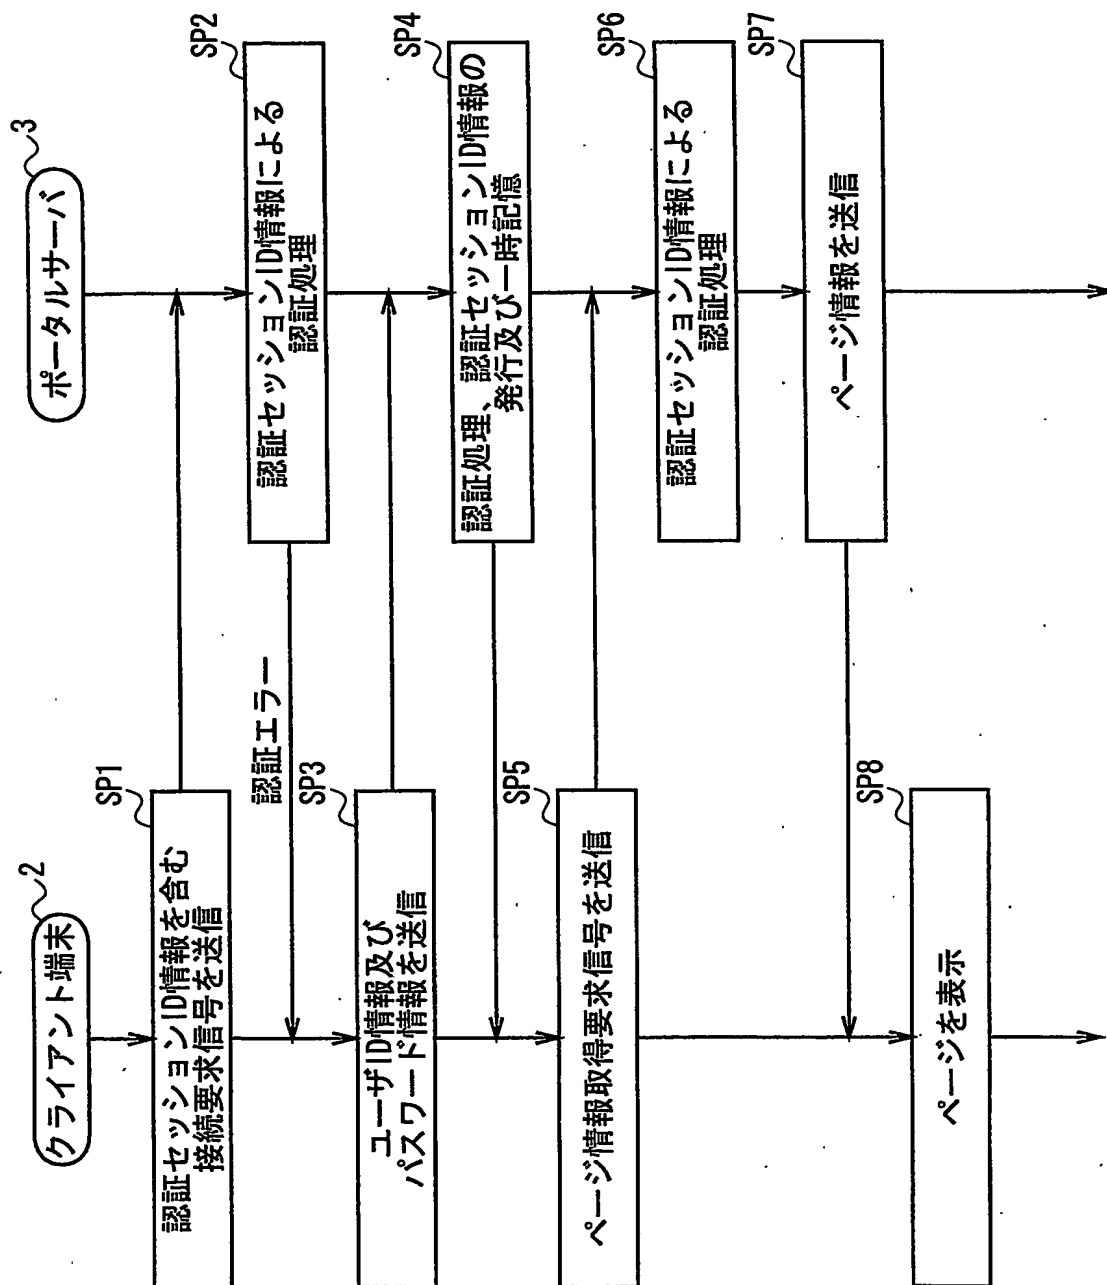 クライアント端末
2
ポータルサーバ
3
SP1
認証セッションID情報を含む
接続要求信号を送信
SP2
認証セッションID情報による
認証処理
認証エラー
SP3
ユーザID情報及び
パスワード情報を送信
SP4
認証処理、認証セッションID情報の
発行及び一時記憶
SP5
ページ情報取得要求信号を送信
SP6
認証セッションID情報による
認証処理
SP7
ページ情報を送信
SP8
ページを表示